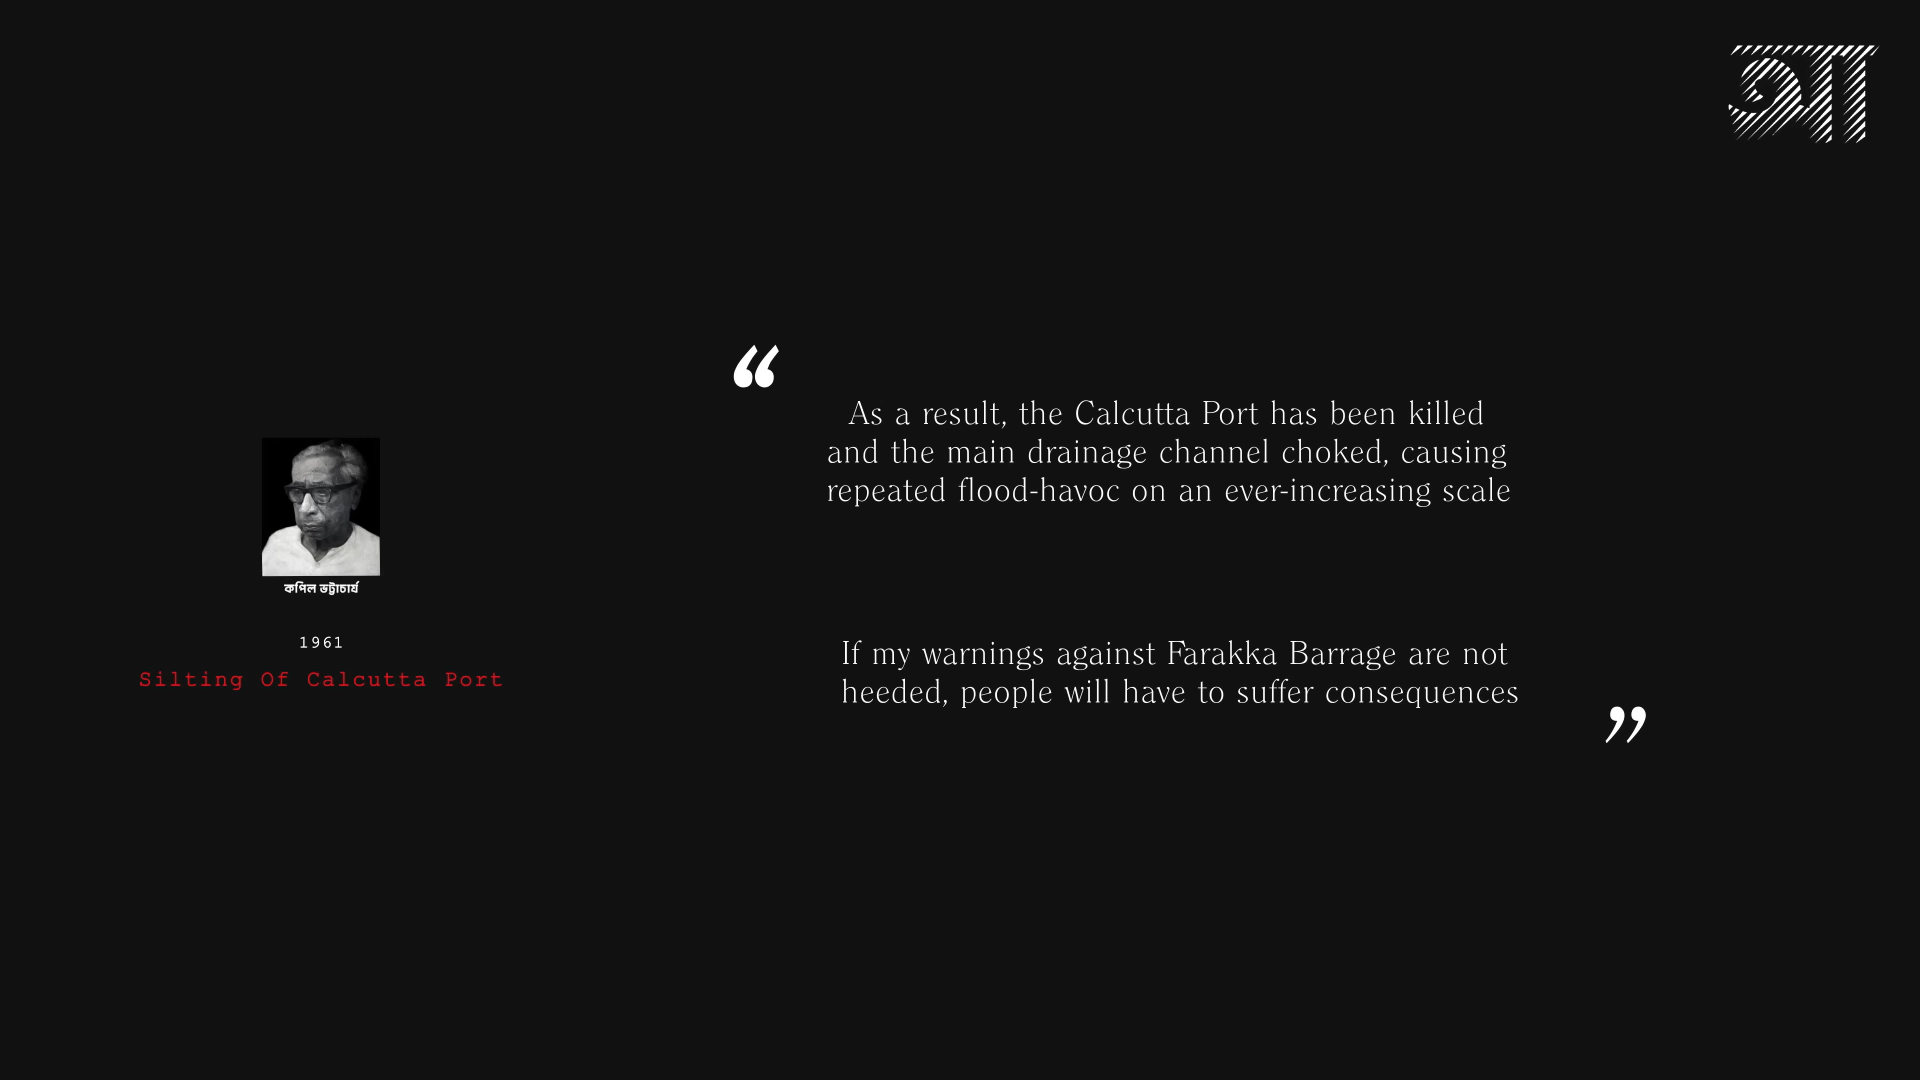 আ
“
As a result, the Calcutta Port has been killed
and the main drainage channel choked, causing
repeated flood-havoc on an ever-increasing scale
If my warnings against Farakka Barrage are not
heeded, people will have to suffer consequences
”
কপিল ভট্টাচার্য
1961
Silting Of Calcutta Port